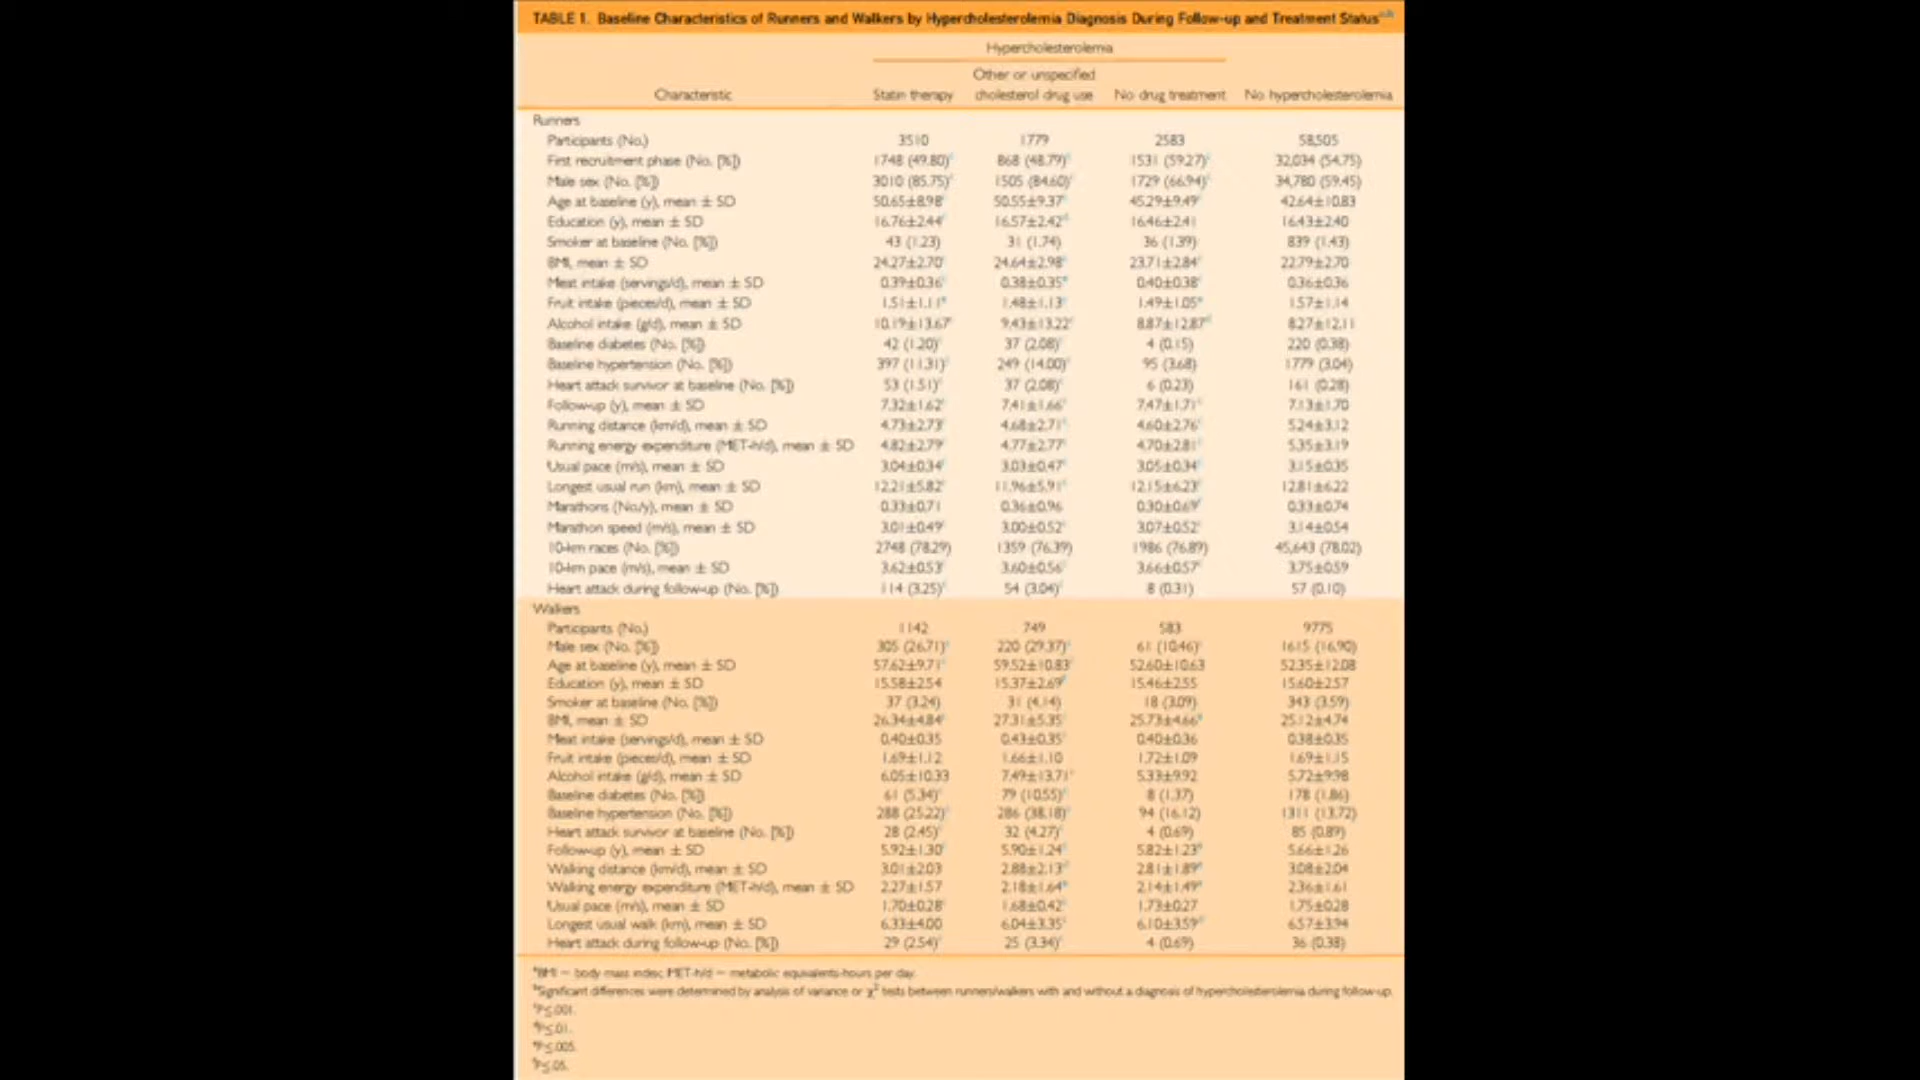 TABLE 1. Baseline Characteristics of Runners and Walkers by Hypercholesterolemia Diagnosis During Follow-up and Treatment Status a,b
Hypercholesterolemia
Other or unspecified
Characteristic Statin therapy cholesterol drug use No drug treatment No hypercholesterolemia
Runners
Participants (No.) 3510 1779 2583 58,505
First recruitment phase (No. [%]) 1748 (49.80) 868 (48.79) 1531 (59.27) 32,034 (54.75)
Male sex (No. [%]) 3010 (85.75) 1505 (84.60) 1729 (66.94) 34,780 (59.45)
Age at baseline (y), mean ± SD 50.65±8.98 50.55±9.37 45.29±9.49 42.64±10.83
Education (y), mean ± SD 16.76±2.44 16.57±2.42 16.46±2.41 16.43±2.40
Smoker at baseline (No. [%]) 43 (1.23) 31 (1.74) 36 (1.39) 839 (1.43)
BMI, mean ± SD 24.27±2.70 24.64±2.98 23.71±2.84 22.79±2.70
Meat intake (servings/d), mean ± SD 0.39±0.36 0.38±0.35 0.40±0.38 0.36±0.36
Fruit intake (pieces/d), mean ± SD 1.51±1.11 1.48±1.13 1.49±1.05 1.57±1.14
Alcohol intake (g/d), mean ± SD 10.19±13.67 9.43±13.22 8.87±12.87 8.27±12.11
Baseline diabetes (No. [%]) 42 (1.20) 37 (2.08) 4 (0.15) 220 (0.38)
Baseline hypertension (No. [%]) 397 (11.31) 249 (14.00) 95 (3.68) 1779 (3.04)
Heart attack survivor at baseline (No. [%]) 53 (1.51) 37 (2.08) 6 (0.23) 161 (0.28)
Follow-up (y), mean ± SD 7.32±1.62 7.41±1.66 7.47±1.71 7.13±1.70
Running distance (km/d), mean ± SD 4.73±2.73 4.68±2.71 4.60±2.76 5.24±3.12
Running energy expenditure (MET-h/d), mean ± SD 4.82±2.79 4.77±2.77 4.70±2.81 5.35±3.19
Usual pace (m/s), mean ± SD 3.04±0.34 3.03±0.47 3.05±0.34 3.15±0.35
Longest usual run (km), mean ± SD 12.21±5.82 11.96±5.91 12.15±6.23 12.81±6.22
Marathons (No./y), mean ± SD 0.33±0.71 0.36±0.96 0.30±0.69 0.33±0.74
Marathon speed (m/s), mean ± SD 3.01±0.49 3.00±0.52 3.07±0.52 3.14±0.54
10-km races (No. [%]) 2748 (78.29) 1359 (76.39) 1986 (76.89) 45,643 (78.02)
10-km pace (m/s), mean ± SD 3.62±0.53 3.60±0.56 3.66±0.57 3.75±0.59
Heart attack during follow-up (No. [%]) 114 (3.25) 54 (3.04) 8 (0.31) 57 (0.10)
Walkers
Participants (No.) 1142 749 583 9775
Male sex (No. [%]) 305 (26.71) 220 (29.37) 61 (10.46) 1615 (16.90)
Age at baseline (y), mean ± SD 57.62±9.71 59.52±10.83 52.60±10.63 52.35±12.08
Education (y), mean ± SD 15.58±2.54 15.37±2.69 15.46±2.55 15.60±2.57
Smoker at baseline (No. [%]) 37 (3.24) 31 (4.14) 18 (3.09) 343 (3.59)
BMI, mean ± SD 26.34±4.84 27.31±5.35 25.73±4.66 25.12±4.74
Meat intake (servings/d), mean ± SD 0.40±0.35 0.43±0.35 0.40±0.36 0.38±0.35
Fruit intake (pieces/d), mean ± SD 1.69±1.12 1.66±1.10 1.72±1.09 1.69±1.15
Alcohol intake (g/d), mean ± SD 6.05±10.33 7.49±13.71 5.33±9.92 5.72±9.98
Baseline diabetes (No. [%]) 61 (5.34) 79 (10.55) 8 (1.37) 178 (1.86)
Baseline hypertension (No. [%]) 288 (25.22) 286 (38.18) 94 (16.12) 1311 (13.72)
Heart attack survivor at baseline (No. [%]) 28 (2.45) 32 (4.27) 4 (0.69) 85 (0.89)
Follow-up (y), mean ± SD 5.92±1.30 5.90±1.24 5.82±1.23 5.66±1.26
Walking distance (km/d), mean ± SD 3.01±2.03 2.88±2.13 2.81±1.89 3.08±2.04
Walking energy expenditure (MET-h/d), mean ± SD 2.27±1.57 2.18±1.64 2.14±1.49 2.36±1.61
Usual pace (m/s), mean ± SD 1.70±0.28 1.68±0.42 1.73±0.27 1.75±0.28
Longest usual walk (km), mean ± SD 6.33±4.00 6.04±3.35 6.10±3.59 6.57±3.94
Heart attack during follow-up (No. [%]) 29 (2.54) 25 (3.34) 4 (0.69) 36 (0.38)
BMI = body mass index; MET-h/d = metabolic equivalents-hours per day.
Significant differences were determined by analysis of variance or χ² tests between runners/walkers with and without a diagnosis of hypercholesterolemia during follow-up.
P≤.001.
P≤.01.
P≤.005.
P≤.05.